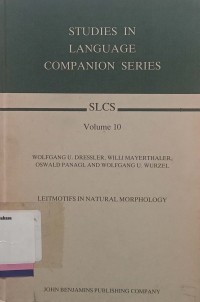 STUDIES IN
LANGUAGE
COMPANION SERIES
SLCS
Volume 10
WOLFGANG U. DRESSLER, WILLI MAYERTHALER,
OSWALD PANAGL AND WOLFGANG U. WURZEL
LEITMOTIFS IN NATURAL MORPHOLOGY
JOHN BENJAMINS PUBLISHING COMPANY